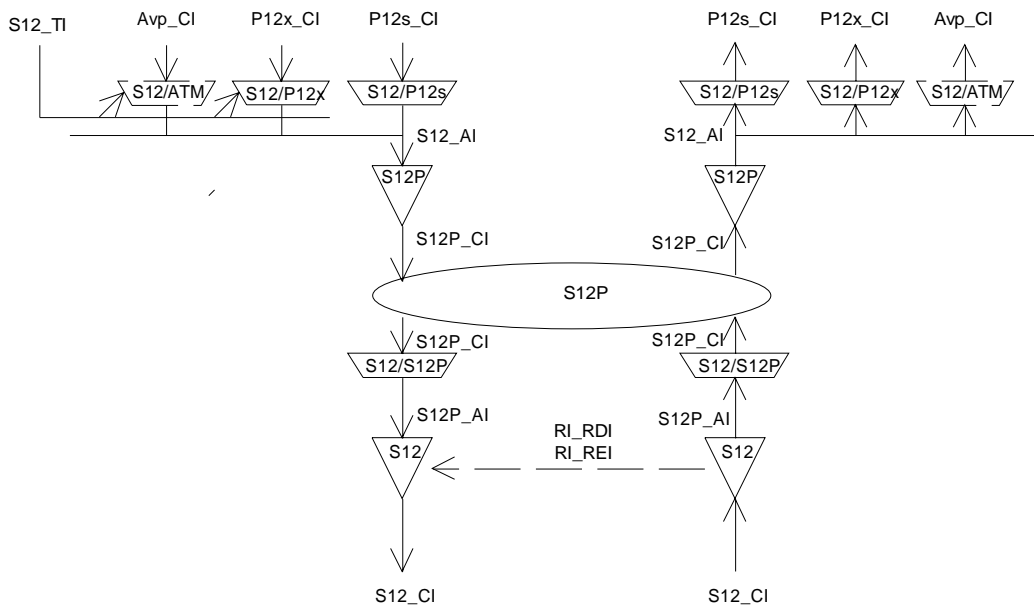 S12_TI Avp_CI P12x_CI P12s_CI P12s_CI P12x_CI Avp_CI
S12/ATM S12/P12x S12/P12s S12/P12s S12/P12x S12/ATM
S12_AI S12_AI
S12P S12P
S12P_CI S12P_CI
S12P
S12P_CI S12P_CI
S12/S12P S12/S12P
S12P_AI S12P_AI
RI_RDI
S12 RI_REI S12
S12_CI S12_CI